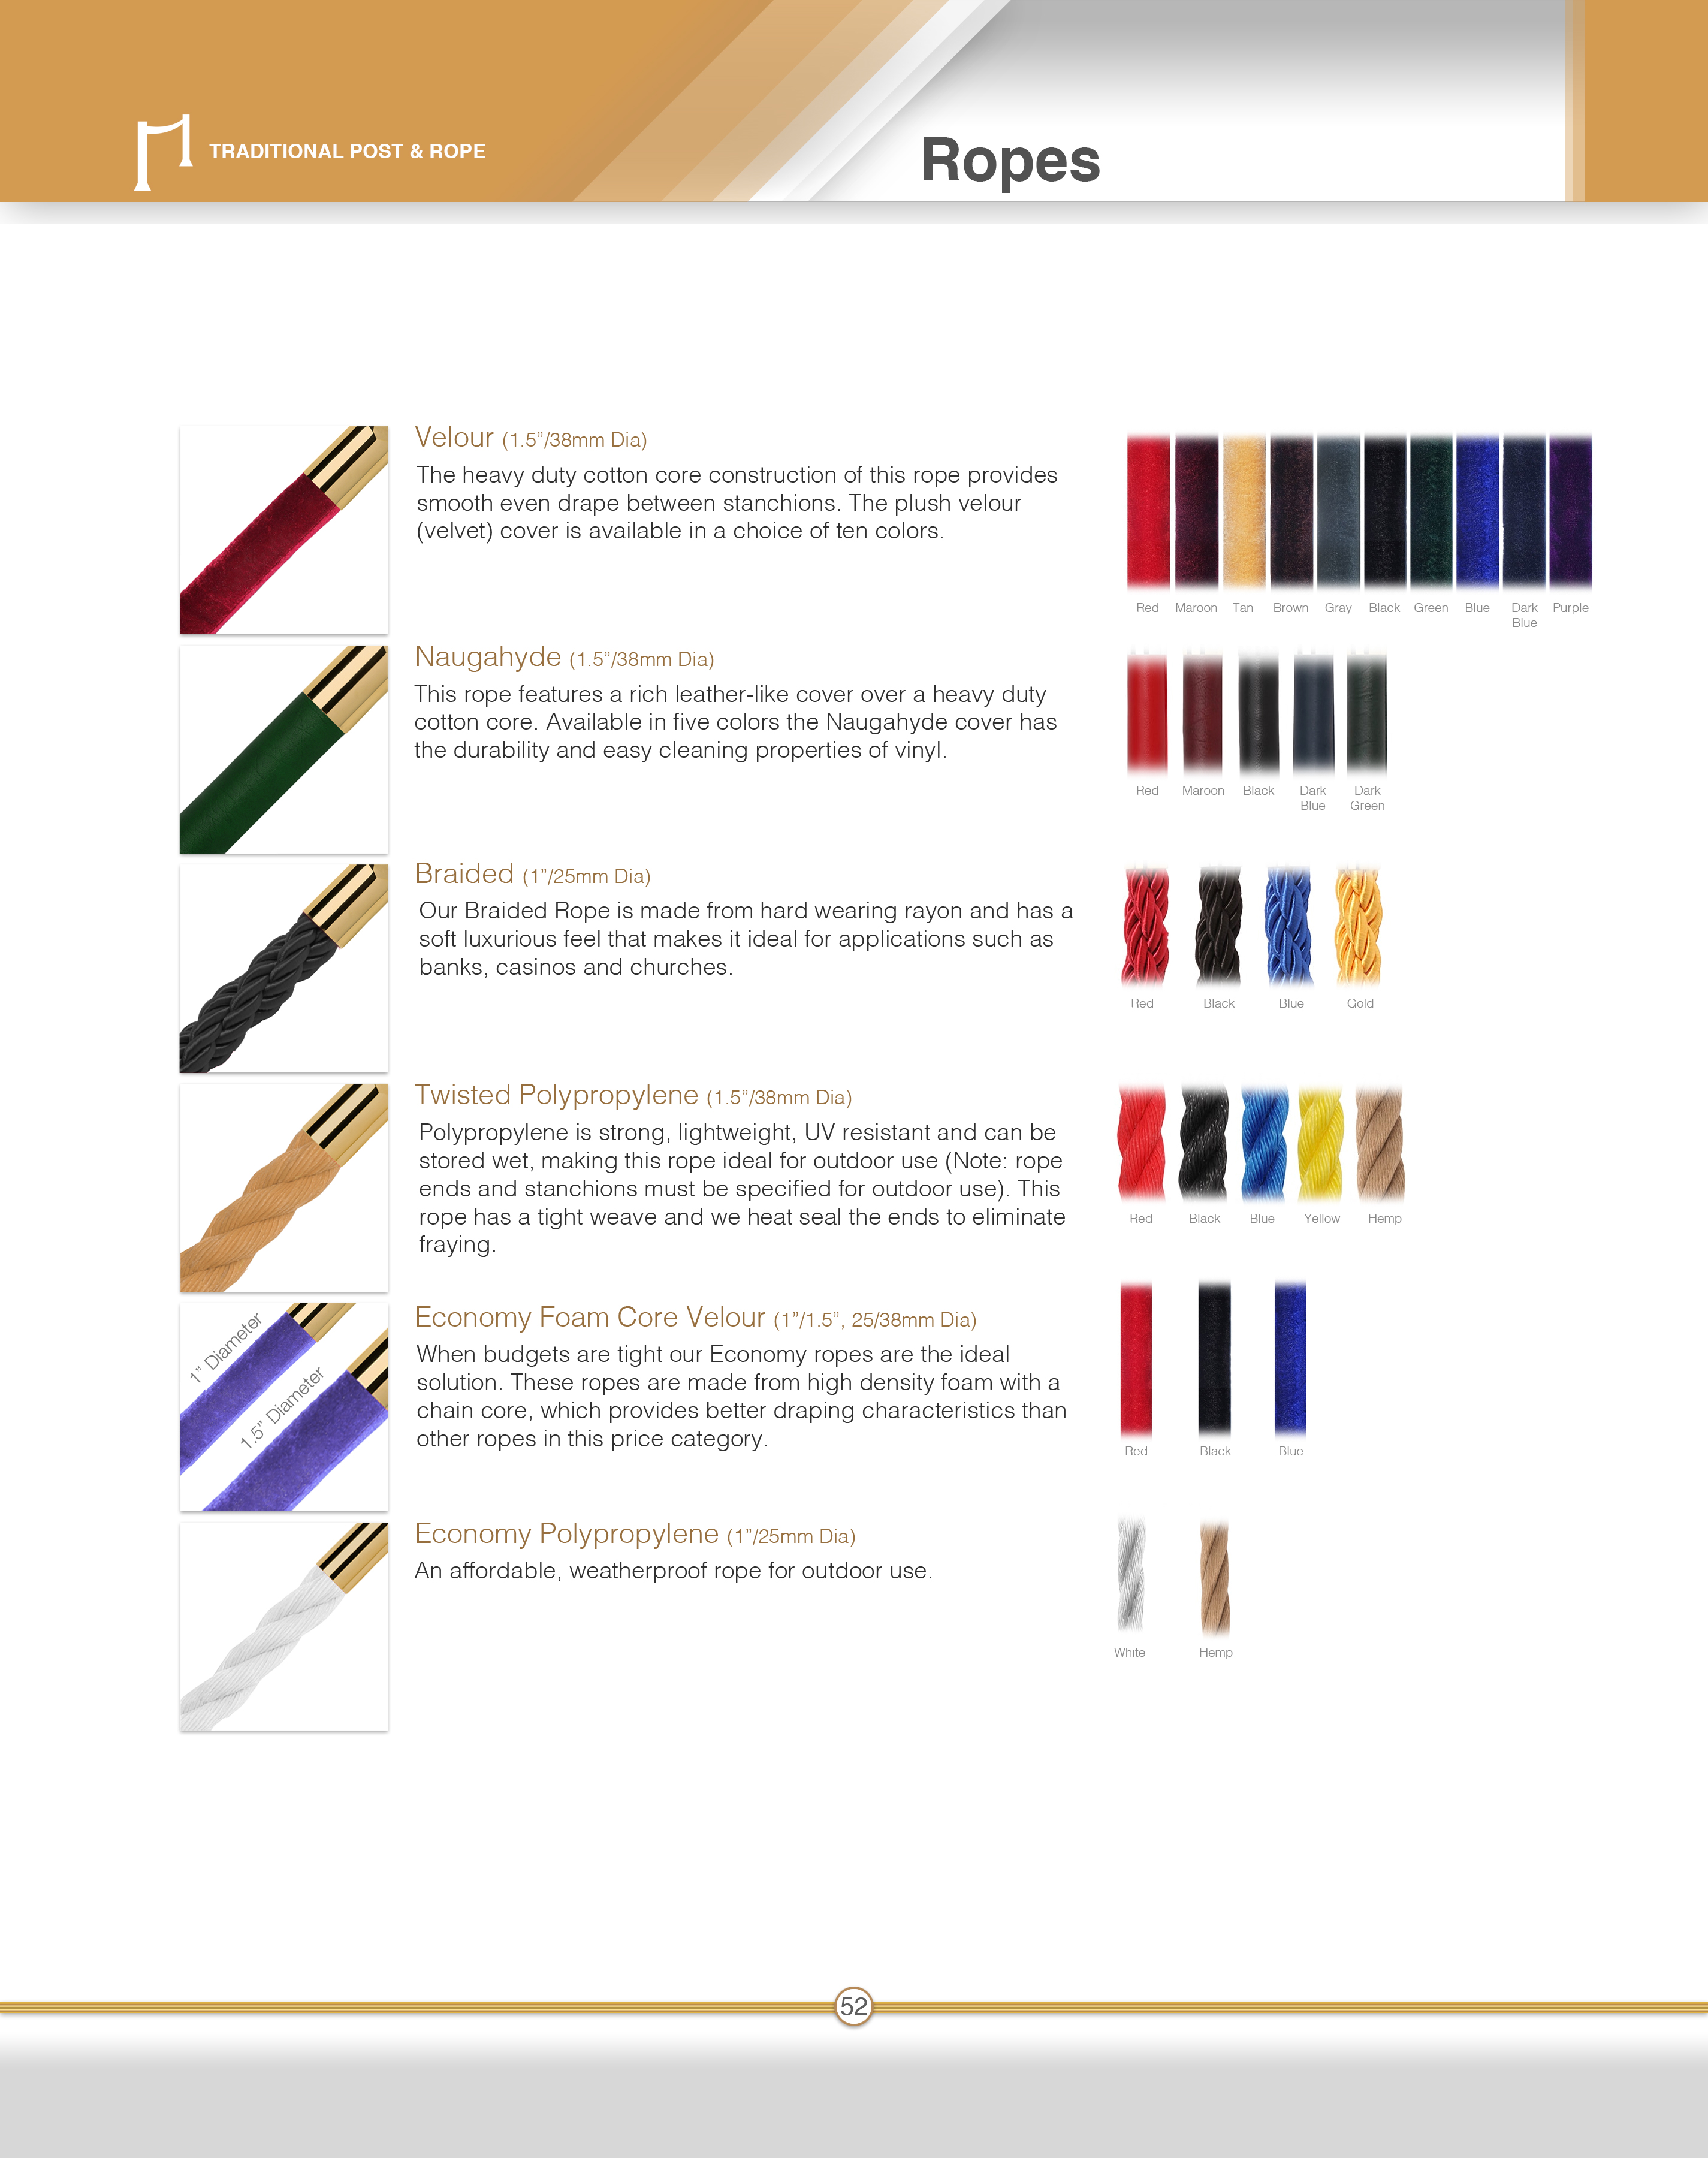 TRADITIONAL POST & ROPE
Ropes
Velour (1.5”/38mm Dia)
The heavy duty cotton core construction of this rope provides
smooth even drape between stanchions. The plush velour
(velvet) cover is available in a choice of ten colors.
Red Maroon Tan Brown Gray Black Green Blue Dark Purple
Blue
Naugahyde (1.5”/38mm Dia)
This rope features a rich leather-like cover over a heavy duty
cotton core. Available in five colors the Naugahyde cover has
the durability and easy cleaning properties of vinyl.
Red Maroon Black Dark Dark
Blue Green
Braided (1”/25mm Dia)
Our Braided Rope is made from hard wearing rayon and has a
soft luxurious feel that makes it ideal for applications such as
banks, casinos and churches.
Red Black Blue Gold
Twisted Polypropylene (1.5”/38mm Dia)
Polypropylene is strong, lightweight, UV resistant and can be
stored wet, making this rope ideal for outdoor use (Note: rope
ends and stanchions must be specified for outdoor use). This
rope has a tight weave and we heat seal the ends to eliminate
fraying.
Red Black Blue Yellow Hemp
1” Diameter
1.5” Diameter
Economy Foam Core Velour (1”/1.5”, 25/38mm Dia)
When budgets are tight our Economy ropes are the ideal
solution. These ropes are made from high density foam with a
chain core, which provides better draping characteristics than
other ropes in this price category.
Red Black Blue
Economy Polypropylene (1”/25mm Dia)
An affordable, weatherproof rope for outdoor use.
White Hemp
52